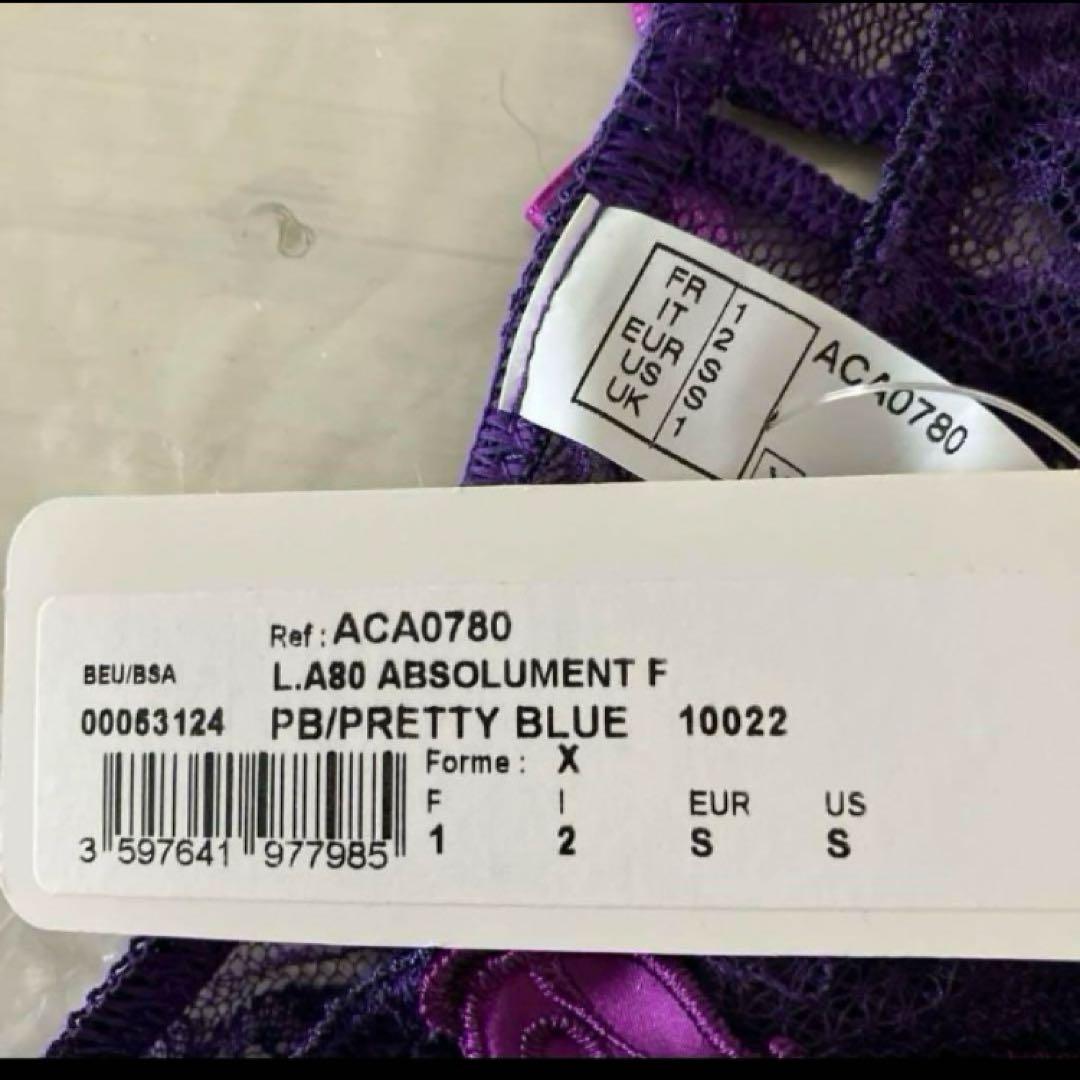 FR 1
IT 2
EUR S
US S
UK 1
ACA0780
Ref : ACA0780
BEU/BSA L.A80 ABSOLUMENT F
00053124 PB/PRETTY BLUE 10022
Forme : X
F I EUR US
1 2 S S
3 597641 977985